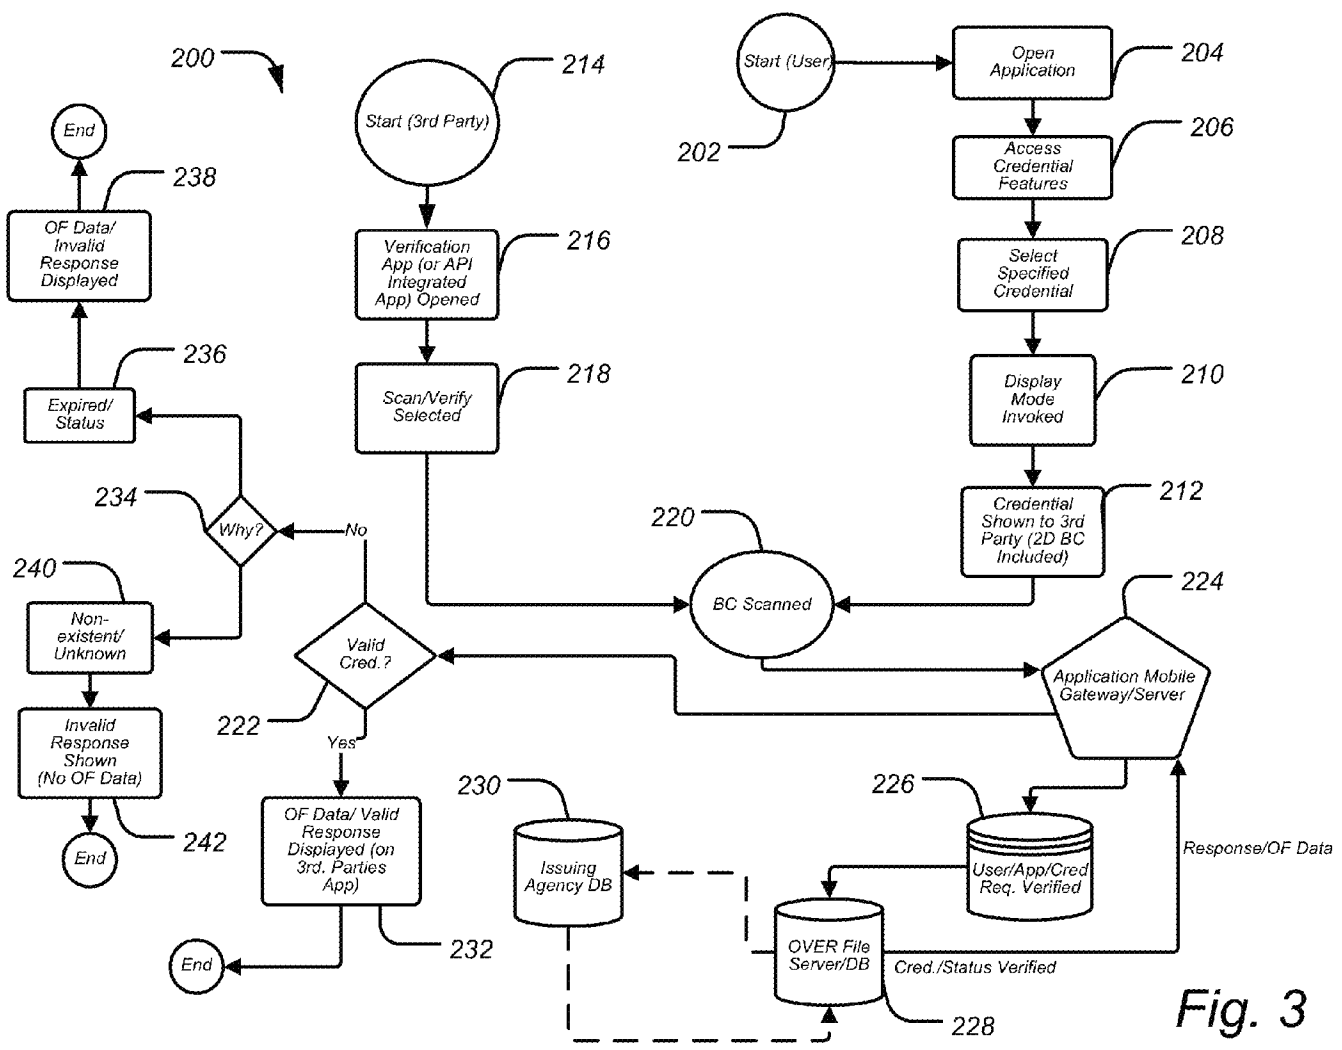 200
Start (3rd Party)
214
Start (User)
202
Open
Application
204
Access
Credential
Features
206
Select
Specified
Credential
208
Display
Mode
Invoked
210
Credential
Shown to 3rd
Party (2D BC
Included)
212
Verification
App (or API
Integrated
App) Opened
216
Scan/Verify
Selected
218
BC Scanned
220
Application Mobile
Gateway/Server
224
User/App/Cred
Req. Verified
226
OVER File
Server/DB
228
Cred./Status Verified
Response/OF Data
Issuing
Agency DB
230
Valid
Cred.?
222
Yes
OF Data/ Valid
Response
Displayed (on
3rd. Parties
App)
232
End
No
Why?
234
Expired/
Status
236
OF Data/
Invalid
Response
Displayed
238
End
Non-
existent/
Unknown
240
Invalid
Response
Shown
(No OF Data)
242
End
Fig. 3